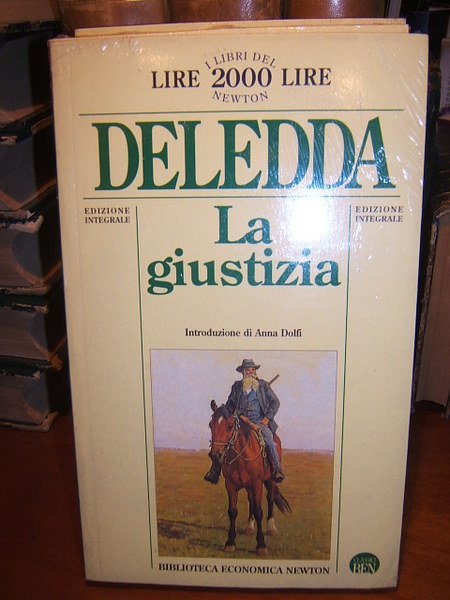 I LIBRI DEL
LIRE 2000 LIRE
NEWTON
DELEDDA
EDIZIONE
INTEGRALE
EDIZIONE
INTEGRALE
La
giustizia
Introduzione di Anna Dolfi
BIBLIOTECA ECONOMICA NEWTON
CLASSICI
BEN